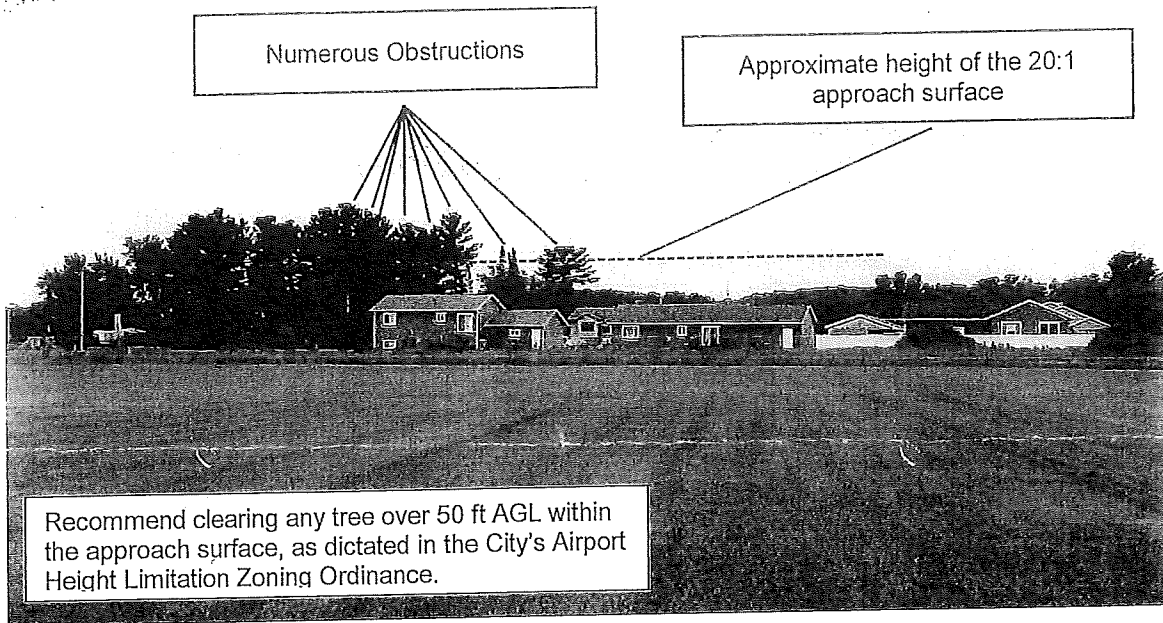 Numerous Obstructions
Approximate height of the 20:1
approach surface
Recommend clearing any tree over 50 ft AGL within
the approach surface, as dictated in the City's Airport
Height Limitation Zoning Ordinance.